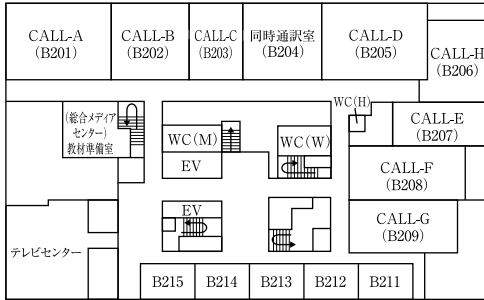 CALL-A
(B201)
CALL-B
(B202)
CALL-C
(B203)
同時通訳室
(B204)
CALL-D
(B205)
CALL-H
(B206)
WC(H)
CALL-E
(B207)
(総合メディア
センター)
教材準備室
WC(M)
WC(W)
EV
CALL-F
(B208)
EV
CALL-G
(B209)
テレビセンター
B215
B214
B213
B212
B211